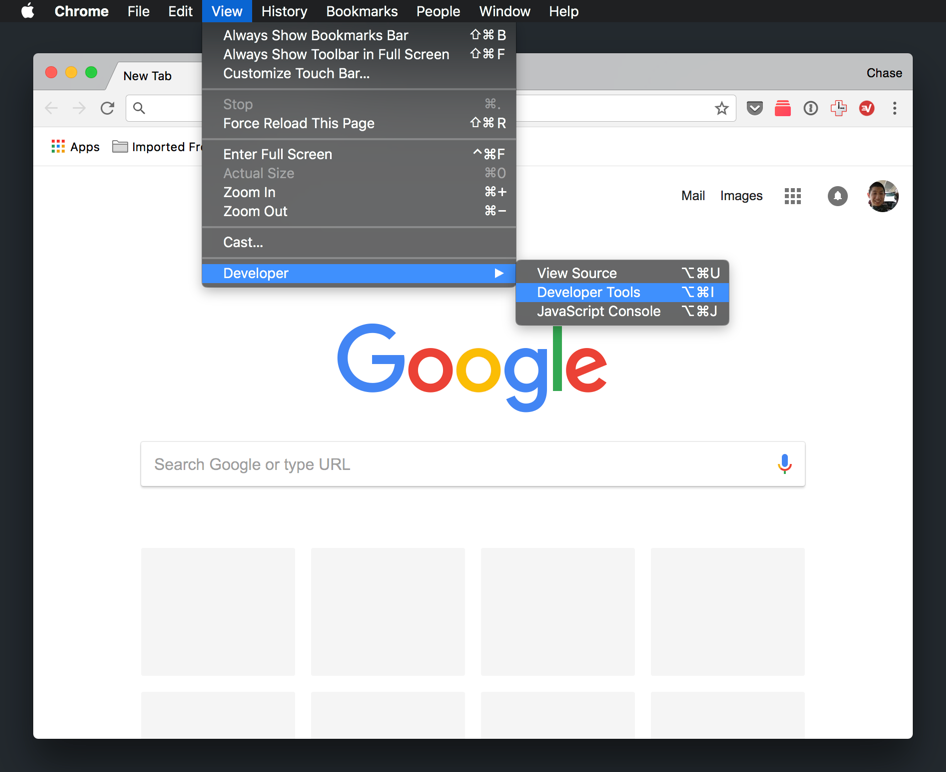 Chrome File Edit View History Bookmarks People Window Help
Always Show Bookmarks Bar ⇧⌘B
Always Show Toolbar in Full Screen ⇧⌘F
Customize Touch Bar...
Stop ⌘.
Force Reload This Page ⇧⌘R
Enter Full Screen ^⌘F
Actual Size ⌘0
Zoom In ⌘+
Zoom Out ⌘−
Cast...
Developer ▶
View Source ⌥⌘U
Developer Tools ⌥⌘I
JavaScript Console ⌥⌘J
New Tab
Chase
Apps Imported Fr
Mail Images
Google
Search Google or type URL